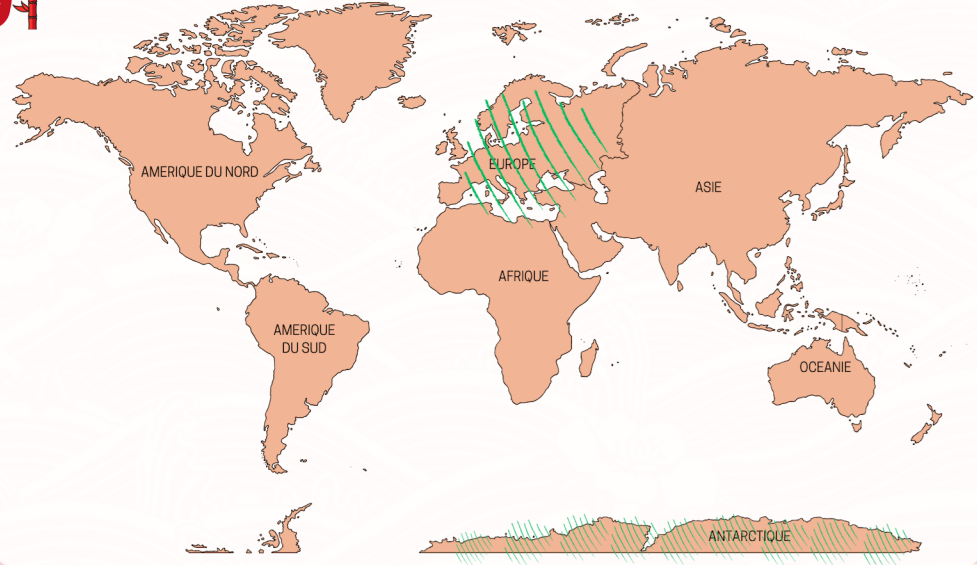 AMERIQUE DU NORD
EUROPE
ASIE
AFRIQUE
AMERIQUE
DU SUD
OCEANIE
ANTARCTIQUE